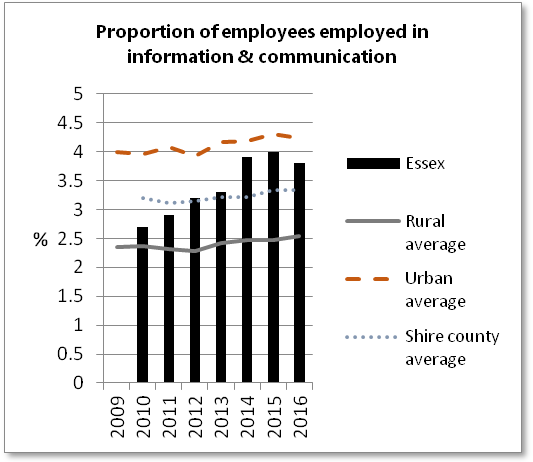 Proportion of employees employed in
information & communication
5
4.5
4
3.5
3
2.5
2
1.5
1
0.5
0
%
2009
2010
2011
2012
2013
2014
2015
2016
Essex
Rural
average
Urban
average
Shire county
average